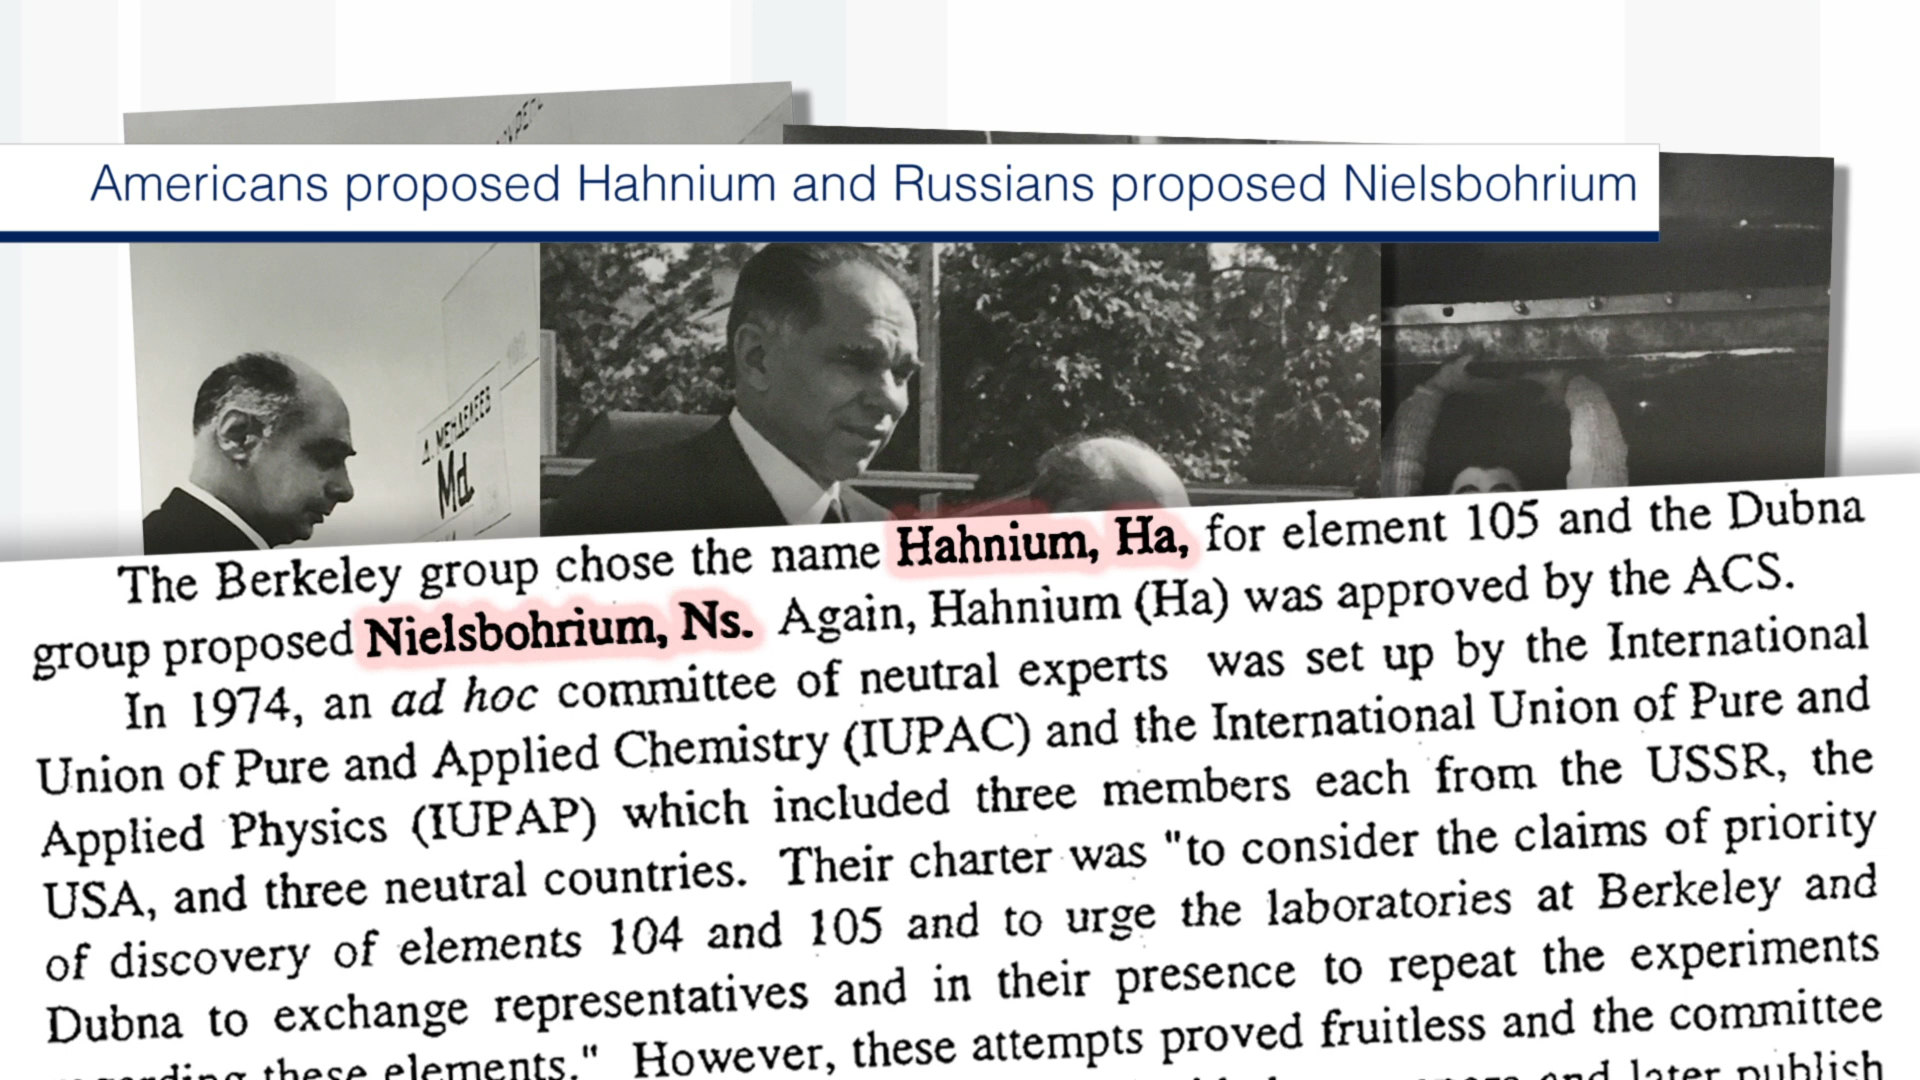 Americans proposed Hahnium and Russians proposed Nielsbohrium
Д. МЕНДЕЛЕЕВ
Md
The Berkeley group chose the name Hahnium, Ha, for element 105 and the Dubna
group proposed Nielsbohrium, Ns. Again, Hahnium (Ha) was approved by the ACS.
In 1974, an ad hoc committee of neutral experts was set up by the International
Union of Pure and Applied Chemistry (IUPAC) and the International Union of Pure and
Applied Physics (IUPAP) which included three members each from the USSR, the
USA, and three neutral countries. Their charter was "to consider the claims of priority
of discovery of elements 104 and 105 and to urge the laboratories at Berkeley and
Dubna to exchange representatives and in their presence to repeat the experiments
these elements." However, these attempts proved fruitless and the committee
and later publish